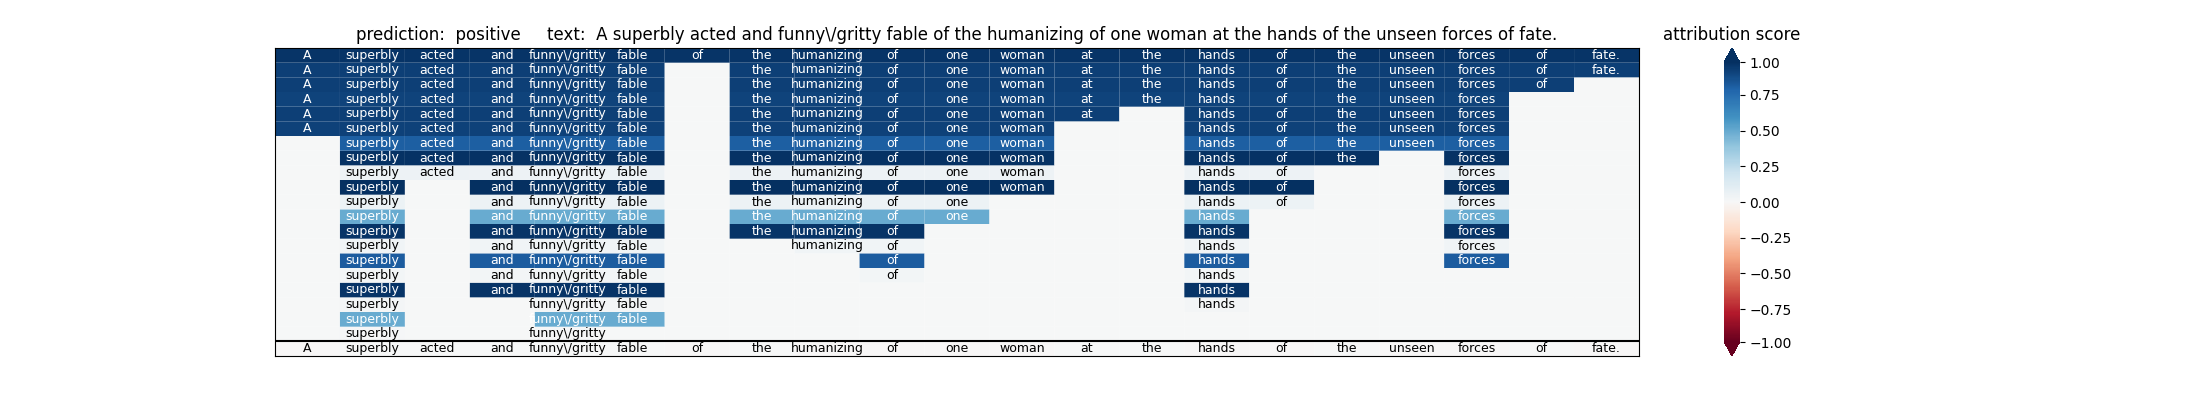 prediction:  positive     text:  A superbly acted and funny\/gritty fable of the humanizing of one woman at the hands of the unseen forces of fate.     attribution score
A superbly acted and funny\/gritty fable of the humanizing of one woman at the hands of the unseen forces of fate.
A superbly acted and funny\/gritty fable the humanizing of one woman at the hands of the unseen forces of fate.
A superbly acted and funny\/gritty fable the humanizing of one woman at the hands of the unseen forces of
A superbly acted and funny\/gritty fable the humanizing of one woman at the hands of the unseen forces
A superbly acted and funny\/gritty fable the humanizing of one woman at hands of the unseen forces
A superbly acted and funny\/gritty fable the humanizing of one woman hands of the unseen forces
superbly acted and funny\/gritty fable the humanizing of one woman hands of the unseen forces
superbly acted and funny\/gritty fable the humanizing of one woman hands of the forces
superbly acted and funny\/gritty fable the humanizing of one woman hands of forces
superbly and funny\/gritty fable the humanizing of one woman hands of forces
superbly and funny\/gritty fable the humanizing of one hands of forces
superbly and funny\/gritty fable the humanizing of one hands forces
superbly and funny\/gritty fable the humanizing of hands forces
superbly and funny\/gritty fable humanizing of hands forces
superbly and funny\/gritty fable of hands forces
superbly and funny\/gritty fable of hands
superbly and funny\/gritty fable hands
superbly funny\/gritty fable hands
superbly funny\/gritty fable
superbly funny\/gritty
A superbly acted and funny\/gritty fable of the humanizing of one woman at the hands of the unseen forces of fate.
1.00
0.75
0.50
0.25
0.00
−0.25
−0.50
−0.75
−1.00